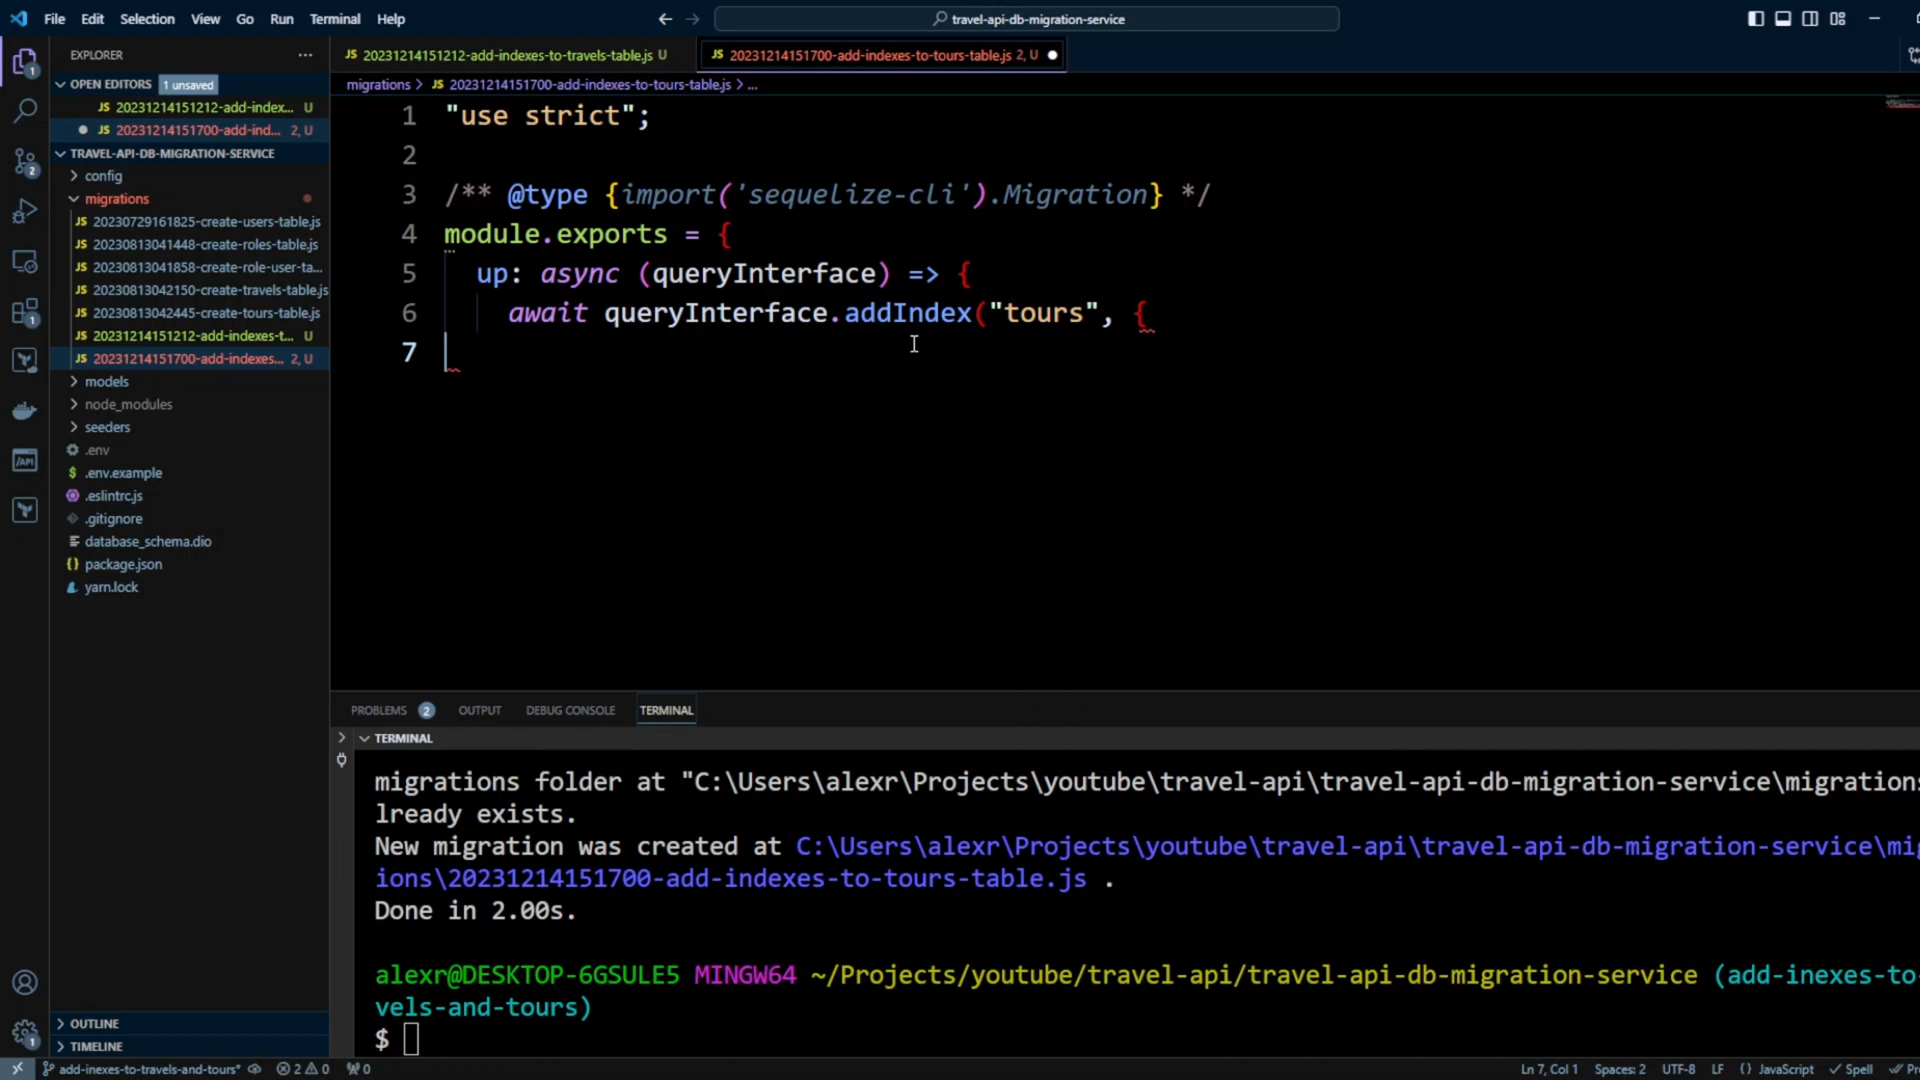 File Edit Selection View Go Run Terminal Help
travel-api-db-migration-service
EXPLORER
20231214151212-add-indexes-to-travels-table.js U
20231214151700-add-indexes-to-tours-table.js 2, U
OPEN EDITORS 1 unsaved
migrations > JS 20231214151700-add-indexes-to-tours-table.js > ...
JS 20231214151212-add-index... U
JS 20231214151700-add-ind... 2, U
TRAVEL-API-DB-MIGRATION-SERVICE
config
migrations
JS 20230729161825-create-users-table.js
JS 20230813041448-create-roles-table.js
JS 20230813041858-create-role-user-ta...
JS 20230813042150-create-travels-table.js
JS 20230813042445-create-tours-table.js
JS 20231214151212-add-indexes-t... U
JS 20231214151700-add-indexes... 2, U
models
node_modules
seeders
.env
.env.example
.eslintrc.js
.gitignore
database_schema.dio
package.json
yarn.lock
OUTLINE
TIMELINE
1 "use strict";
2
3 /** @type {import('sequelize-cli').Migration} */
4 module.exports = {
5 up: async (queryInterface) => {
6 await queryInterface.addIndex("tours", {
7
PROBLEMS 2 OUTPUT DEBUG CONSOLE TERMINAL
TERMINAL
migrations folder at "C:\Users\alexr\Projects\youtube\travel-api\travel-api-db-migration-service\migrations
lready exists.
New migration was created at C:\Users\alexr\Projects\youtube\travel-api\travel-api-db-migration-service\mig
ions\20231214151700-add-indexes-to-tours-table.js .
Done in 2.00s.
alexr@DESKTOP-6GSULE5 MINGW64 ~/Projects/youtube/travel-api/travel-api-db-migration-service (add-inexes-to-
vels-and-tours)
$
add-inexes-to-travels-and-tours* 2 0 0
Ln 7, Col 1 Spaces: 2 UTF-8 LF {} JavaScript Spell